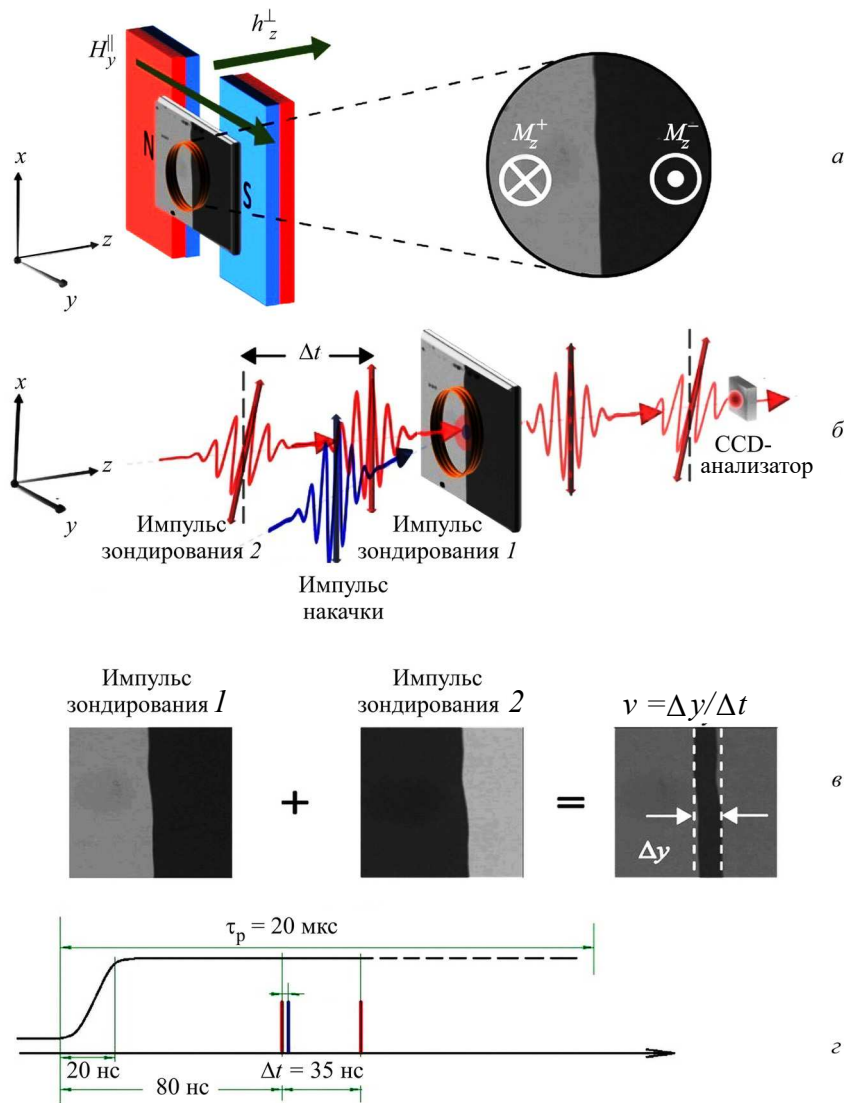 H_y^∥
h_z^⊥
N
S
x
z
y
M_z^+
M_z^−
а
Δt
x
z
y
CCD-
анализатор
б
Импульс
зондирования 2
Импульс
зондирования 1
Импульс
накачки
Импульс
зондирования 1
Импульс
зондирования 2
v = Δy/Δt
+
=
Δy
в
τ_р = 20 мкс
20 нс
Δt = 35 нс
80 нс
г